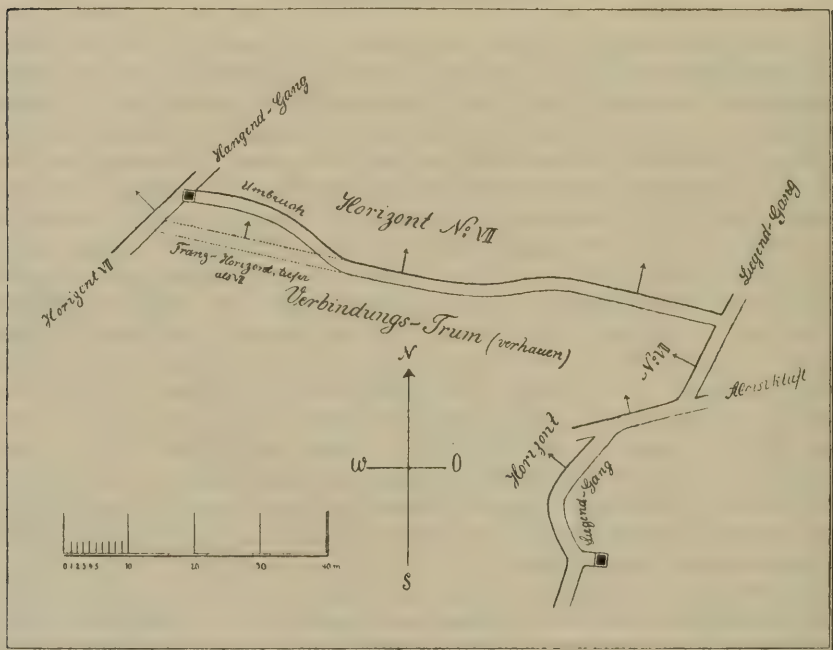 Hangend-Gang
Umbruch
Horizont No. VII
Liegend-Gang
Horizont VII
Franz-Horizont, tiefer
als VII
Verbindungs-Trum (verhauen)
No. VII
N
W
O
S
Horizont
Liegend-Gang
0 1 2 3 4 5 10 20 30 40 m